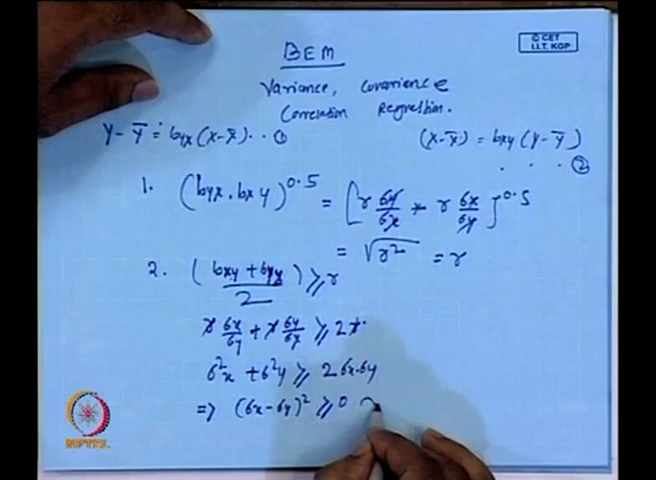 BEM
© CET
I.I.T. KGP
Variance, Covariance
Correlation Regression.
y - ȳ = byx (x - x̄) . . ①
(x - x̄) = bxy (y - ȳ)
. . . ②
1. (byx . bxy)^0.5 = [r σy/σx * r σx/σy]^0.5
= √r² = r
2. (bxy + byx / 2) ≥ r
r σx/σy + r σy/σx ≥ 2r.
σ²x + σ²y ≥ 2σx.σy
=> (σx - σy)² ≥ 0
NPTEL